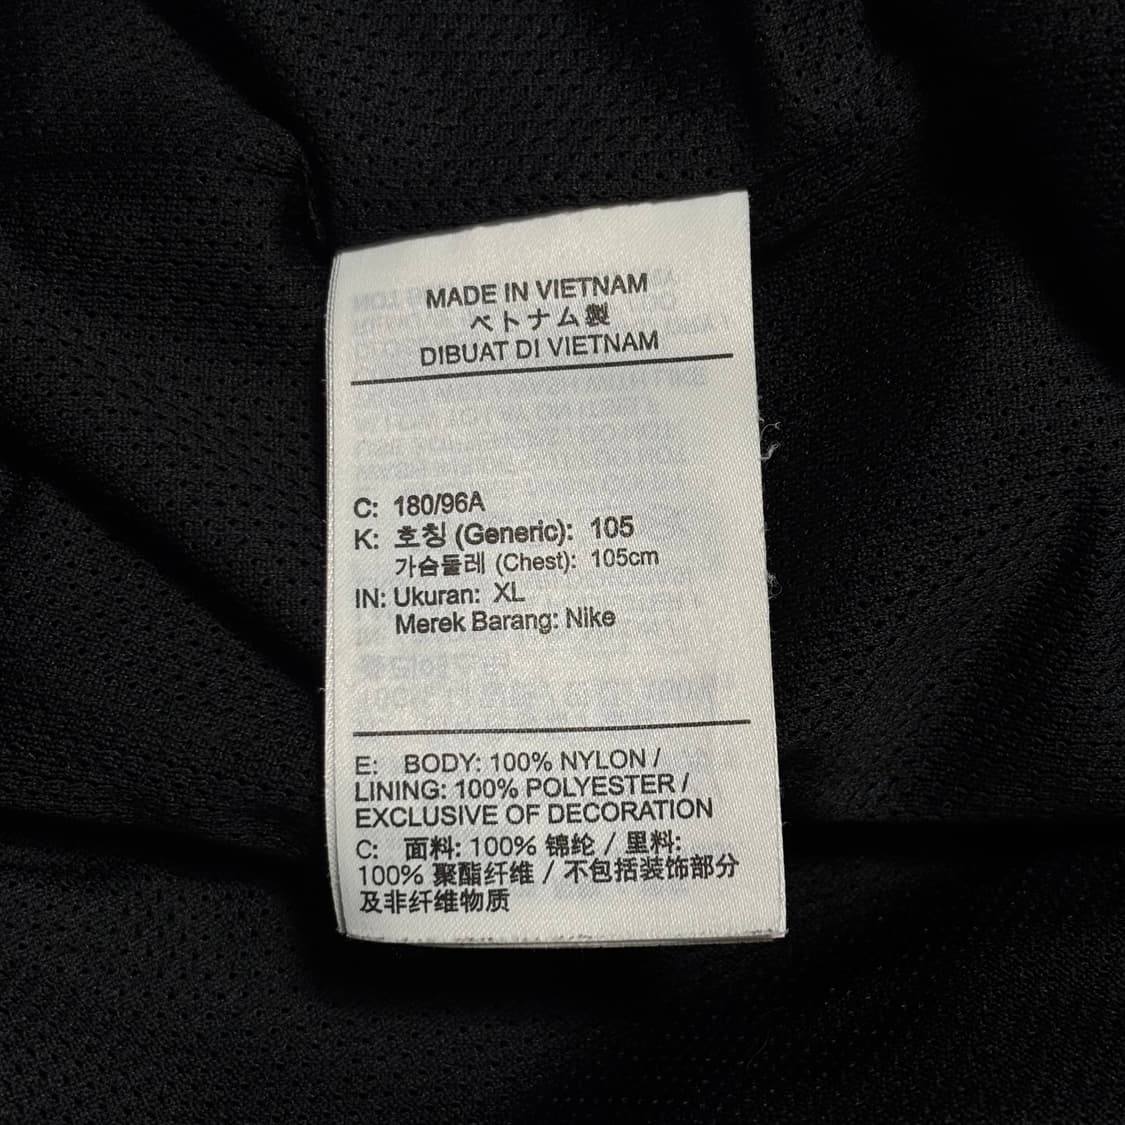 MADE IN VIETNAM
ベトナム製
DIBUAT DI VIETNAM
C: 180/96A
K: 호칭 (Generic): 105
가슴둘레 (Chest): 105cm
IN: Ukuran: XL
Merek Barang: Nike
E: BODY: 100% NYLON /
LINING: 100% POLYESTER /
EXCLUSIVE OF DECORATION
C: 面料: 100% 锦纶 / 里料:
100% 聚酯纤维 / 不包括装饰部分
及非纤维物质